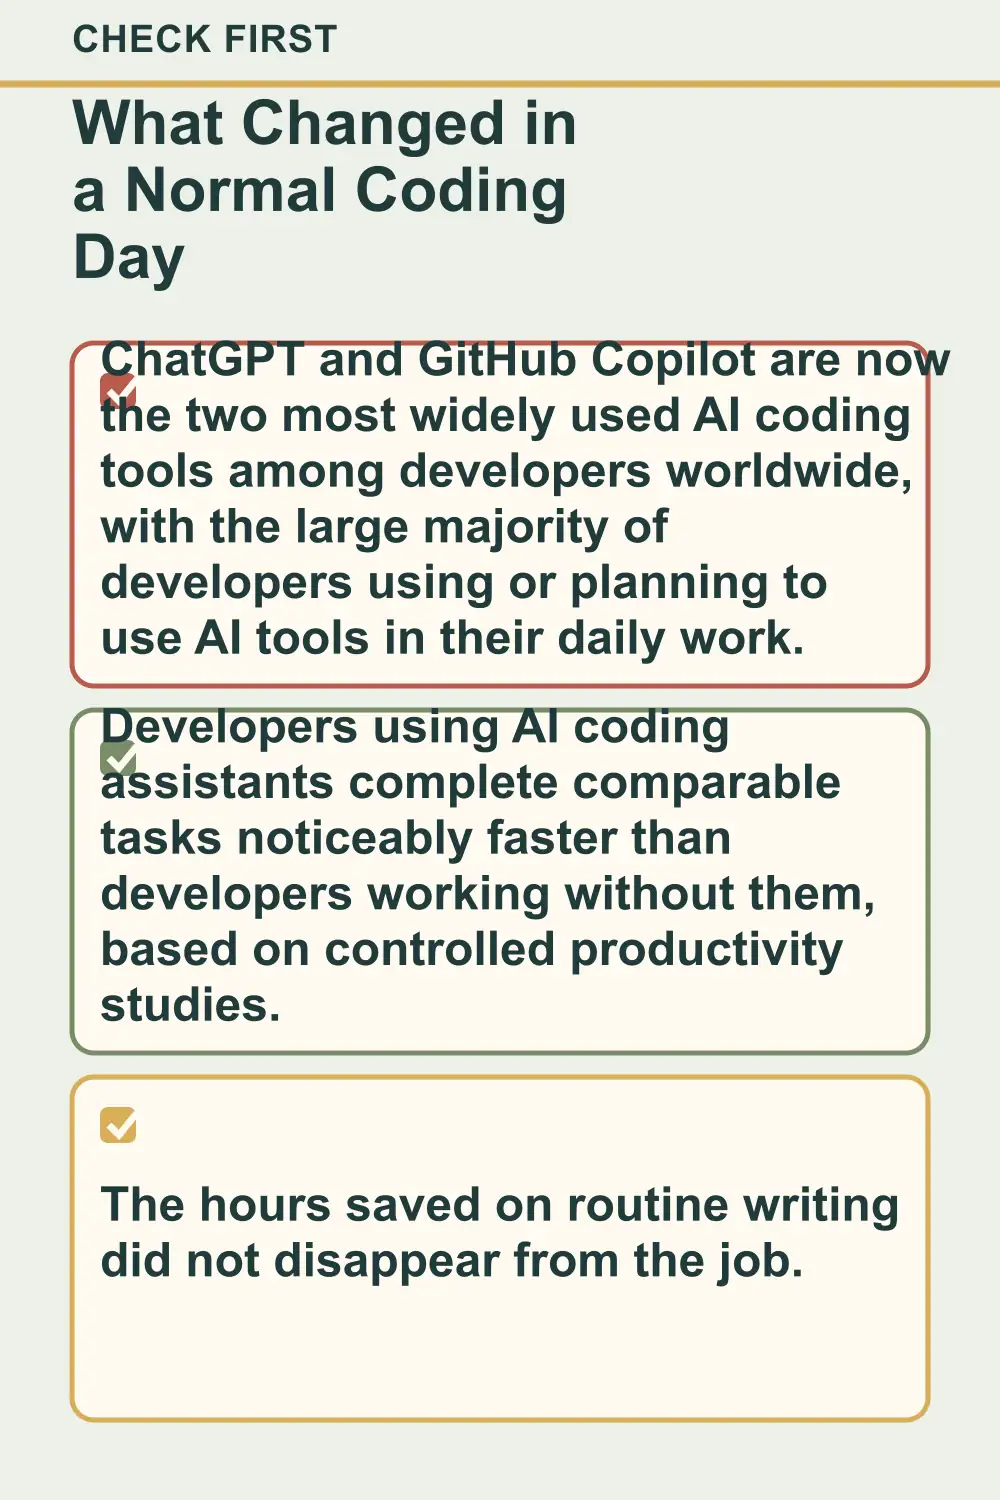 CHECK FIRST
What Changed in
a Normal Coding
Day
ChatGPT and GitHub Copilot are now
the two most widely used AI coding
tools among developers worldwide,
with the large majority of
developers using or planning to
use AI tools in their daily work.
Developers using AI coding
assistants complete comparable
tasks noticeably faster than
developers working without them,
based on controlled productivity
studies.
The hours saved on routine writing
did not disappear from the job.